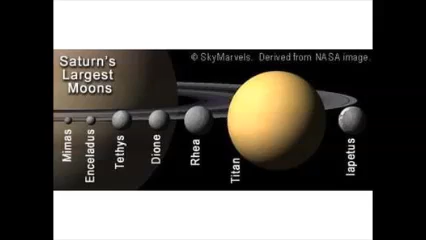 Saturn's
Largest
Moons
© SkyMarvels. Derived from NASA image.
Mimas
Enceladus
Tethys
Dione
Rhea
Titan
Iapetus